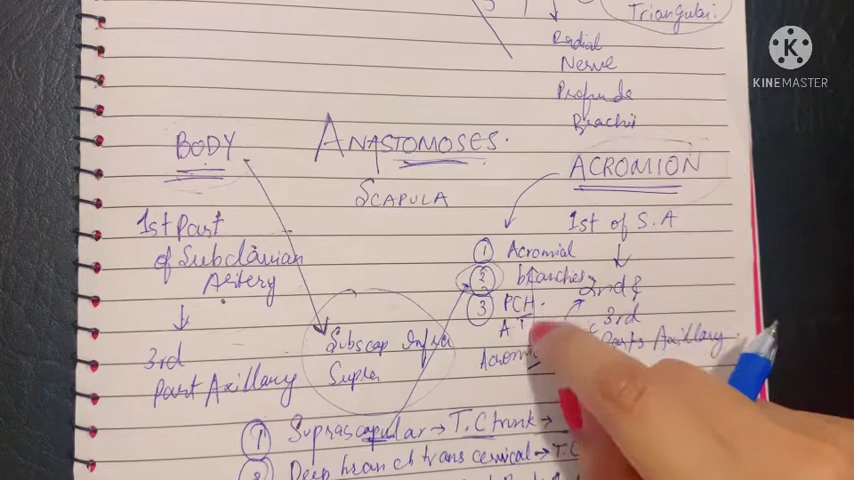 Triangular.
Radial
Nerve
Profunda
Brachii
KINEMASTER
ANASTOMOSES.
SCAPULA
BODY
1st Part
of Subclavian
Artery
3rd
Part Axillary
ACROMION
1st of S.A
2nd &
3rd
Parts Axillary
① Acromial
② branches
③ PCH.
A T
Acromi
Subscap Infra
Supra
① Suprascapular → T.C trunk →
② Deep branch trans cervical → T.C